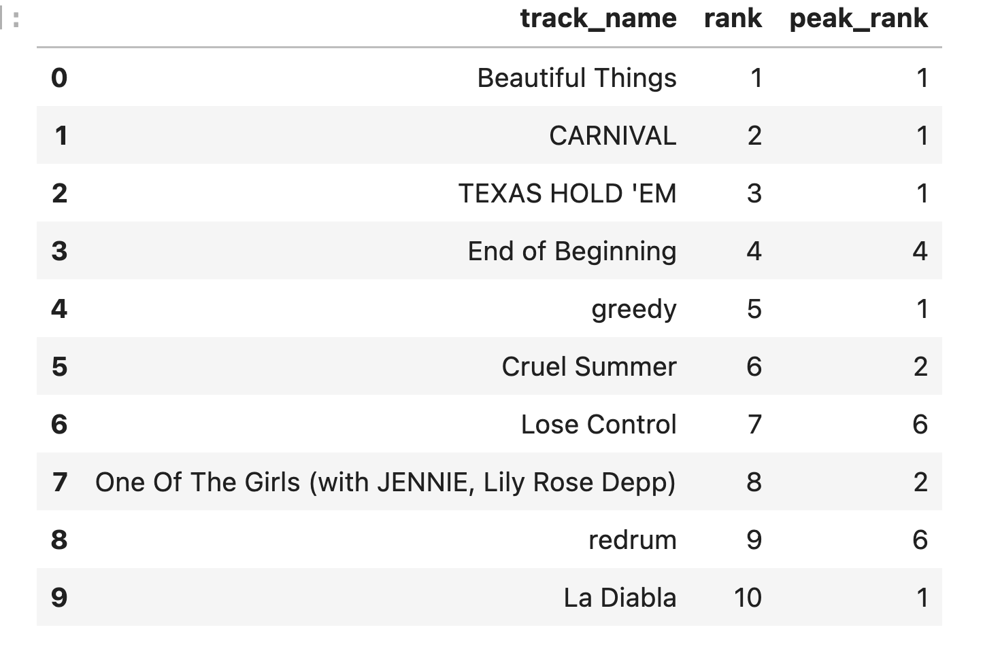 track_name rank peak_rank
0 Beautiful Things 1 1
1 CARNIVAL 2 1
2 TEXAS HOLD 'EM 3 1
3 End of Beginning 4 4
4 greedy 5 1
5 Cruel Summer 6 2
6 Lose Control 7 6
7 One Of The Girls (with JENNIE, Lily Rose Depp) 8 2
8 redrum 9 6
9 La Diabla 10 1